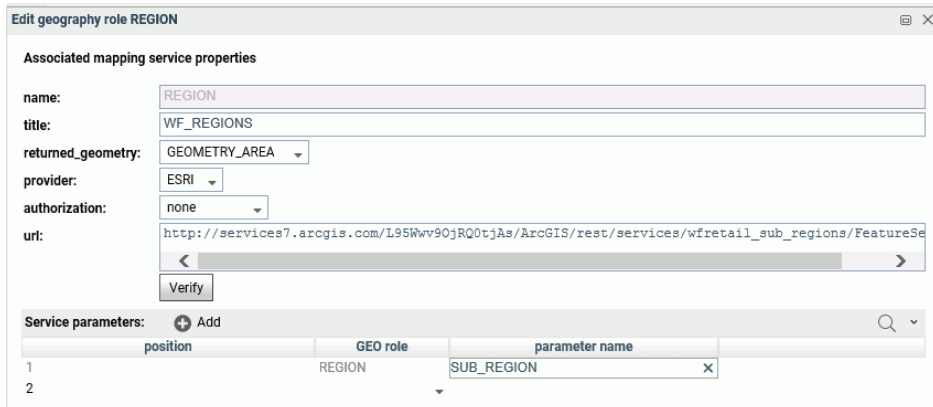 Edit geography role REGION
Associated mapping service properties
name: REGION
title: WF_REGIONS
returned_geometry: GEOMETRY_AREA
provider: ESRI
authorization: none
url: http://services7.arcgis.com/L95Wwv9OjRQ0tjAs/ArcGIS/rest/services/wfretail_sub_regions/FeatureSe
Verify
Service parameters: Add
position GEO role parameter name
1 REGION SUB_REGION
2